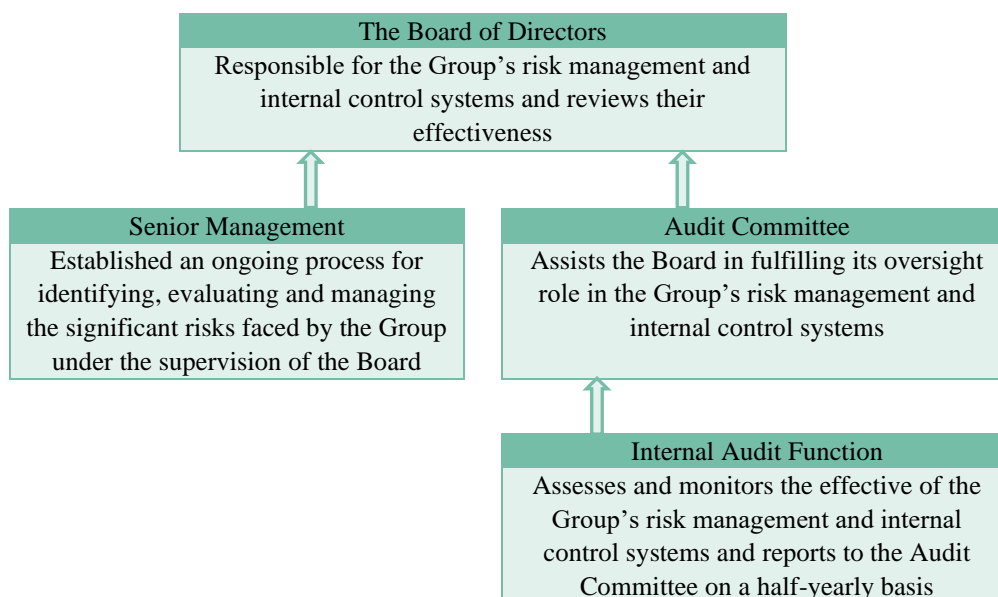 The Board of Directors
Responsible for the Group’s risk management and
internal control systems and reviews their
effectiveness
Senior Management
Established an ongoing process for
identifying, evaluating and managing
the significant risks faced by the Group
under the supervision of the Board
Audit Committee
Assists the Board in fulfilling its oversight
role in the Group’s risk management and
internal control systems
Internal Audit Function
Assesses and monitors the effective of the
Group’s risk management and internal
control systems and reports to the Audit
Committee on a half-yearly basis